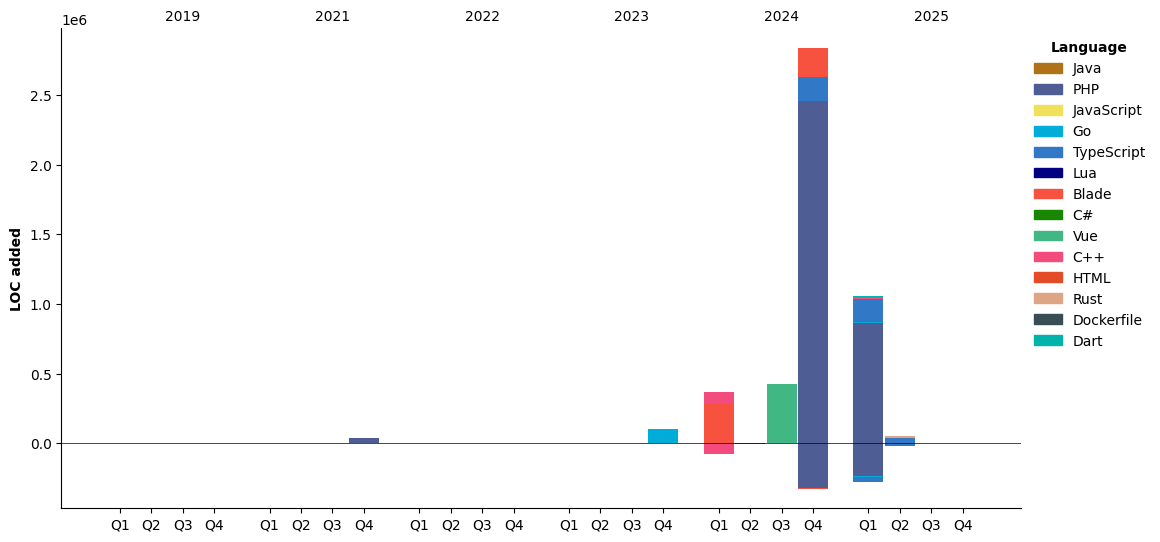 1e6
2019 2021 2022 2023 2024 2025
LOC added
2.5
2.0
1.5
1.0
0.5
0.0
Q1 Q2 Q3 Q4 Q1 Q2 Q3 Q4 Q1 Q2 Q3 Q4 Q1 Q2 Q3 Q4 Q1 Q2 Q3 Q4 Q1 Q2 Q3 Q4
Language
Java
PHP
JavaScript
Go
TypeScript
Lua
Blade
C#
Vue
C++
HTML
Rust
Dockerfile
Dart